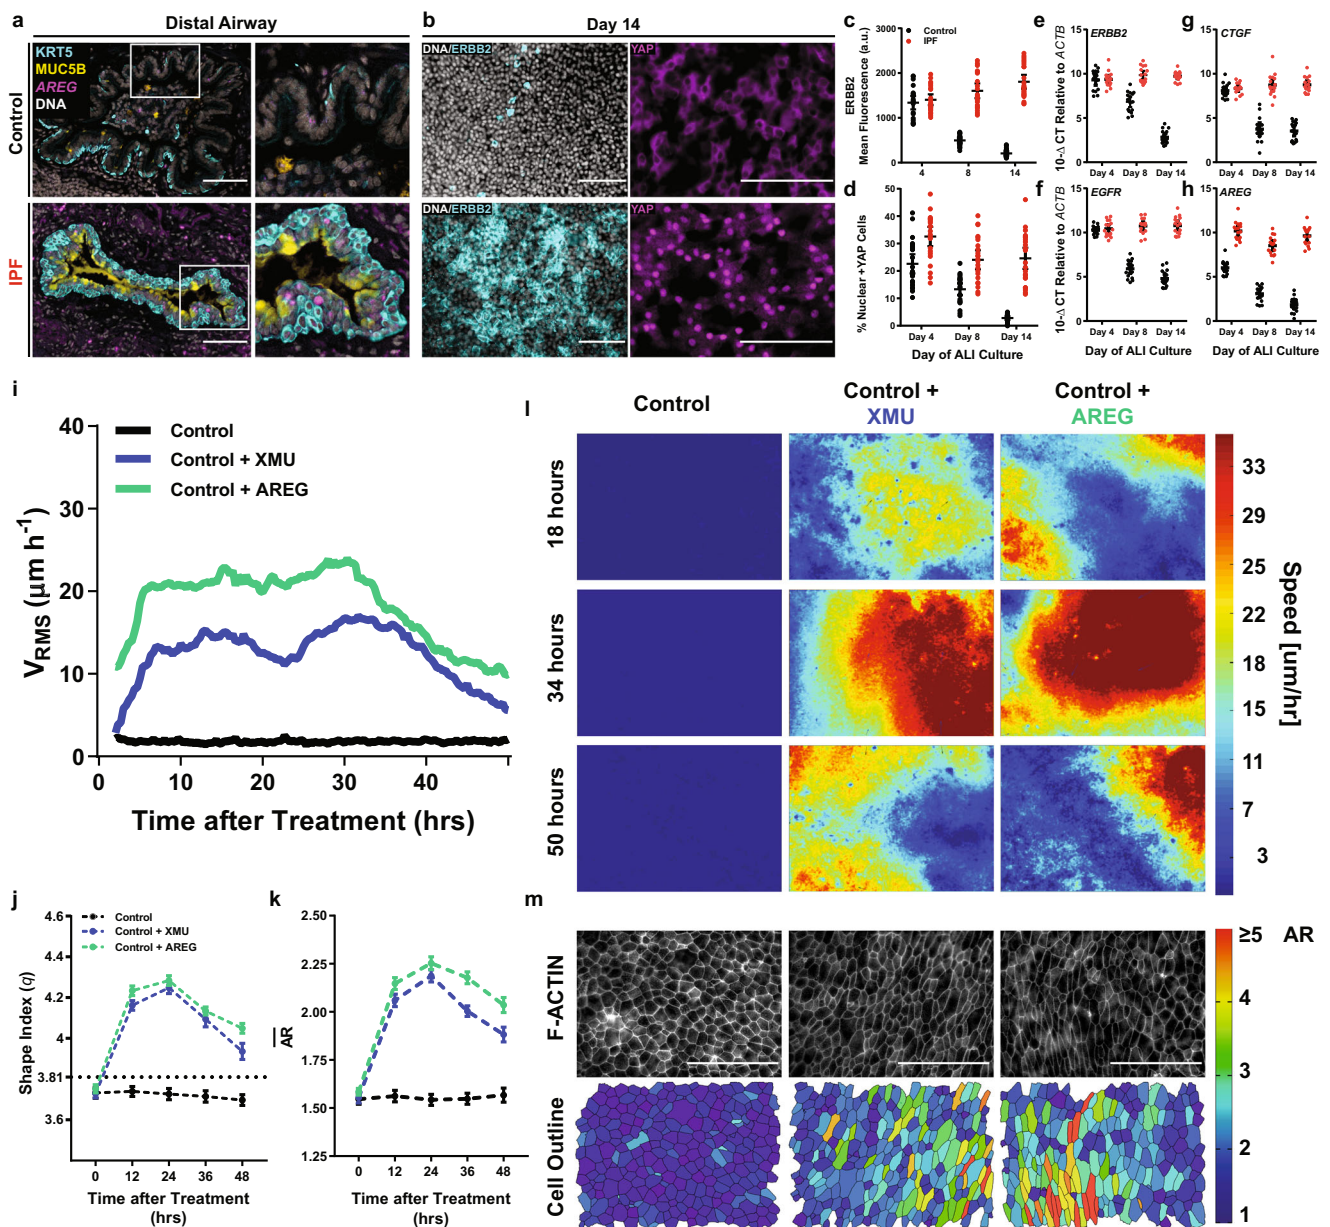 a
Distal Airway
KRT5
MUC5B
AREG
DNA
Control
IPF
b
Day 14
DNA/ERBB2
YAP
DNA/ERBB2
YAP
c
Control
IPF
ERBB2
Mean Fluorescence (a.u.)
3000
2000
1000
0
4
8
14
d
% Nuclear +YAP Cells
50
40
30
20
10
0
Day 4
Day 8
Day 14
Day of ALI Culture
e
ERBB2
10-Δ CT Relative to ACTB
15
10
5
0
Day 4
Day 8
Day 14
f
EGFR
10-Δ CT Relative to ACTB
15
10
5
0
Day 4
Day 8
Day 14
Day of ALI Culture
g
CTGF
15
10
5
0
Day 4
Day 8
Day 14
h
AREG
15
10
5
0
Day 4
Day 8
Day 14
Day of ALI Culture
i
Control
Control + XMU
Control + AREG
VRMS (μm h-1)
40
30
20
10
0
0
10
20
30
40
Time after Treatment (hrs)
j
Control
Control + XMU
Control + AREG
Shape Index (q)
4.6
4.4
4.2
4
3.81
3.6
0
12
24
36
48
Time after Treatment
(hrs)
k
AR
2.50
2.25
2.00
1.75
1.50
1.25
0
12
24
36
48
Time after Treatment
(hrs)
l
Control
Control +
XMU
Control +
AREG
18 hours
34 hours
50 hours
33
29
26
22
18
15
11
7
3
Speed [um/hr]
m
F-ACTIN
Cell Outline
≥5
AR
4
3
2
1